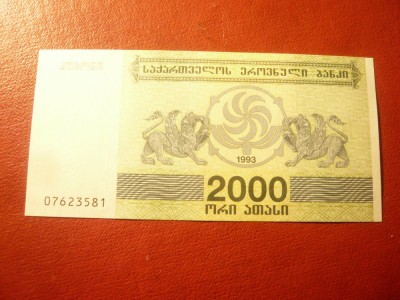 საქართველოს ეროვნული ბანკი
1993
2000
07623581
ორი ათასი